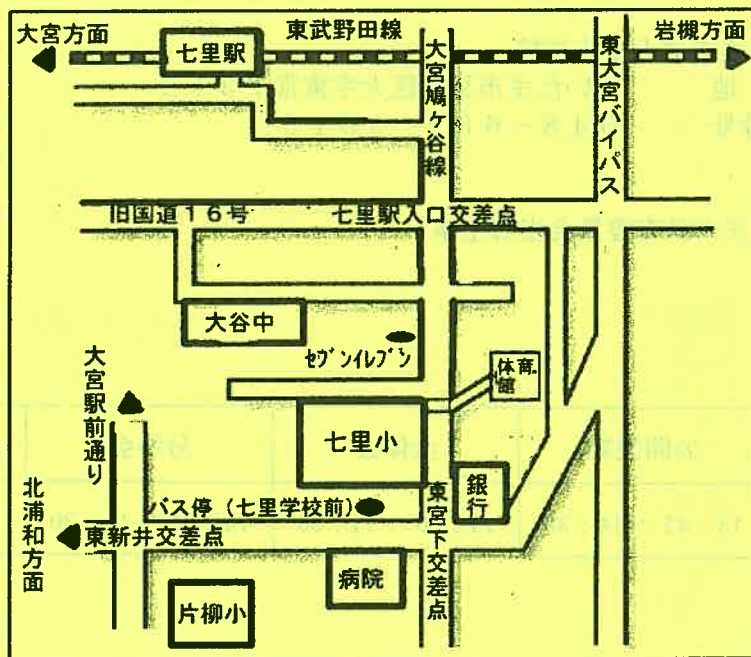 大宮方面
七里駅
東武野田線
岩槻方面
大宮鳩ヶ谷線
東大宮バイパス
旧国道16号
七里駅入口交差点
大谷中
セブンイレブン
体育館
大宮駅前通り
七里小
北浦和方面
バス停（七里学校前）
銀行
東新井交差点
東宮下交差点
病院
片柳小